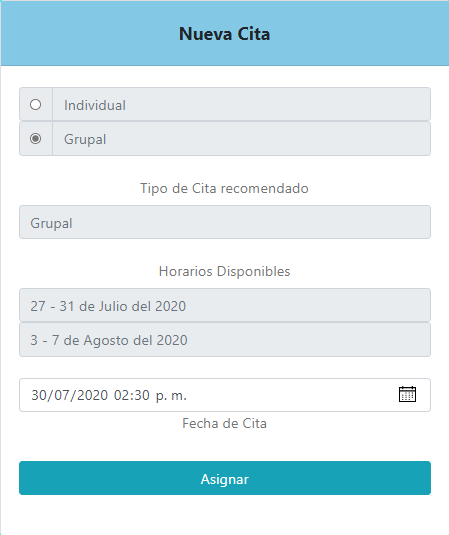 Nueva Cita
Individual
Grupal
Tipo de Cita recomendado
Grupal
Horarios Disponibles
27 - 31 de Julio del 2020
3 - 7 de Agosto del 2020
30/07/2020 02:30 p. m.
Fecha de Cita
Asignar